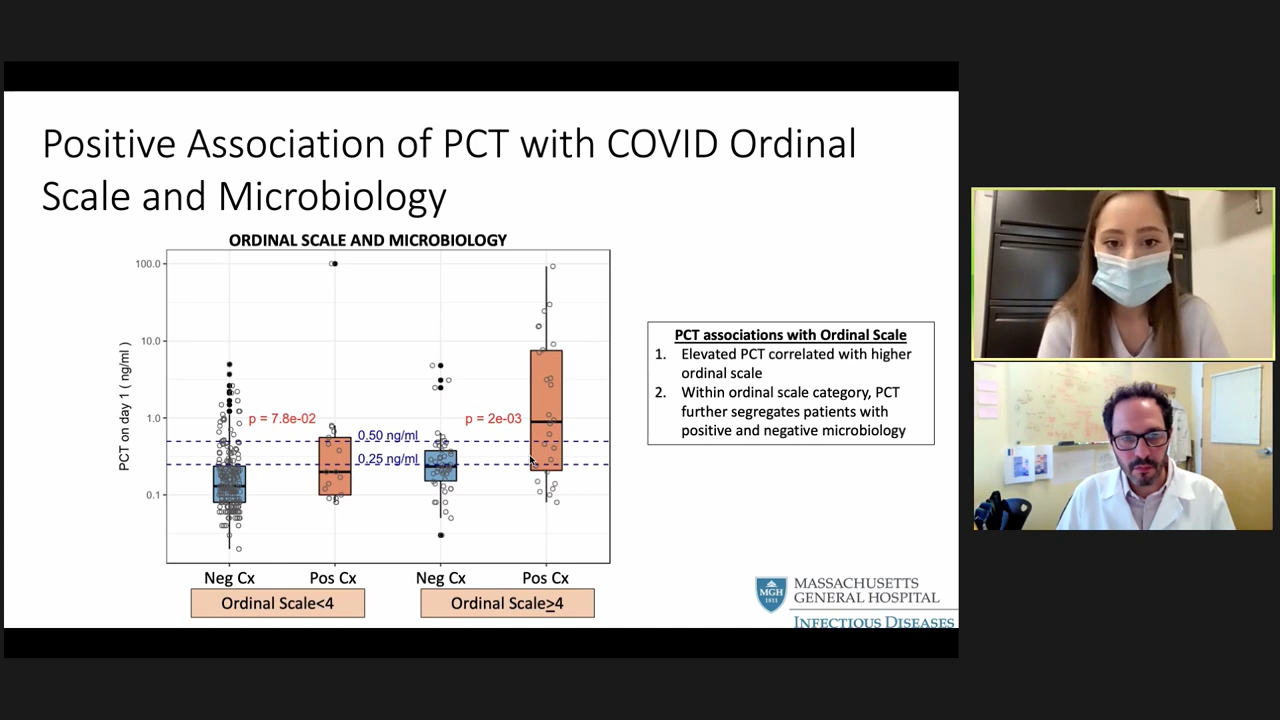 Positive Association of PCT with COVID Ordinal
Scale and Microbiology
ORDINAL SCALE AND MICROBIOLOGY
PCT on day 1 ( ng/ml )
100.0
10.0
1.0
0.1
p = 7.8e-02
p = 2e-03
0.50 ng/ml
0.25 ng/ml
Neg Cx
Pos Cx
Neg Cx
Pos Cx
Ordinal Scale<4
Ordinal Scale≥4
PCT associations with Ordinal Scale
1. Elevated PCT correlated with higher
ordinal scale
2. Within ordinal scale category, PCT
further segregates patients with
positive and negative microbiology
MGH
1811
MASSACHUSETTS
GENERAL HOSPITAL
INFECTIOUS DISEASES